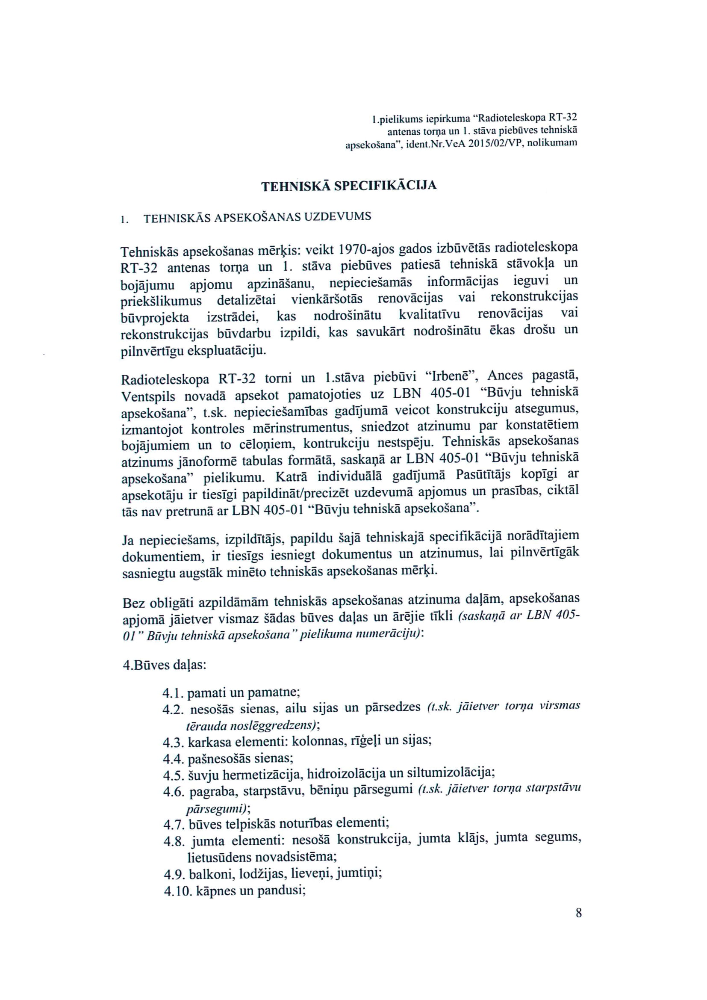 1.pielikums iepirkuma “Radioteleskopa RT-32
antenas torņa un 1. stāva piebūves tehniskā
apsekošana”, ident.Nr.VeA 2015/02/VP, nolikumam
TEHNISKĀ SPECIFIKĀCIJA
1. TEHNISKĀS APSEKOŠANAS UZDEVUMS
Tehniskās apsekošanas mērķis: veikt 1970-ajos gados izbūvētās radioteleskopa
RT-32 antenas torņa un 1. stāva piebūves patiesā tehniskā stāvokļa un
bojājumu apjomu apzināšanu, nepieciešamās informācijas ieguvi un
priekšlikumus detalizētai vienkāršotās renovācijas vai rekonstrukcijas
būvprojekta izstrādei, kas nodrošinātu kvalitatīvu renovācijas vai
rekonstrukcijas būvdarbu izpildi, kas savukārt nodrošinātu ēkas drošu un
pilnvērtīgu ekspluatāciju.
Radioteleskopa RT-32 torni un 1.stāva piebūvi “Irbenē”, Ances pagastā,
Ventspils novadā apsekot pamatojoties uz LBN 405-01 “Būvju tehniskā
apsekošana”, t.sk. nepieciešamības gadījumā veicot konstrukciju atsegumus,
izmantojot kontroles mērinstrumentus, sniedzot atzinumu par konstatētiem
bojājumiem un to cēloņiem, kontrukciju nestspēju. Tehniskās apsekošanas
atzinums jānoformē tabulas formātā, saskaņā ar LBN 405-01 “Būvju tehniskā
apsekošana” pielikumu. Katrā individuālā gadījumā Pasūtītājs kopīgi ar
apsekotāju ir tiesīgi papildināt/precizēt uzdevumā apjomus un prasības, ciktāl
tās nav pretrunā ar LBN 405-01 “Būvju tehniskā apsekošana”.
Ja nepieciešams, izpildītājs, papildu šajā tehniskajā specifikācijā norādītajiem
dokumentiem, ir tiesīgs iesniegt dokumentus un atzinumus, lai pilnvērtīgāk
sasniegtu augstāk minēto tehniskās apsekošanas mērķi.
Bez obligāti azpildāmām tehniskās apsekošanas atzinuma daļām, apsekošanas
apjomā jāietver vismaz šādas būves daļas un ārējie tīkli (saskaņā ar LBN 405-
01” Būvju tehniskā apsekošana” pielikuma numerāciju):
4.Būves daļas:
4.1. pamati un pamatne;
4.2. nesošās sienas, ailu sijas un pārsedzes (t.sk. jāietver torņa virsmas
tērauda noslēggredzens);
4.3. karkasa elementi: kolonnas, rīģeļi un sijas;
4.4. pašnesošās sienas;
4.5. šuvju hermetizācija, hidroizolācija un siltumizolācija;
4.6. pagraba, starpstāvu, bēniņu pārsegumi (t.sk. jāietver torņa starpstāvu
pārsegumi);
4.7. būves telpiskās noturības elementi;
4.8. jumta elementi: nesošā konstrukcija, jumta klājs, jumta segums,
lietusūdens novadsistēma;
4.9. balkoni, lodžijas, lieveņi, jumtiņi;
4.10. kāpnes un pandusi;
8